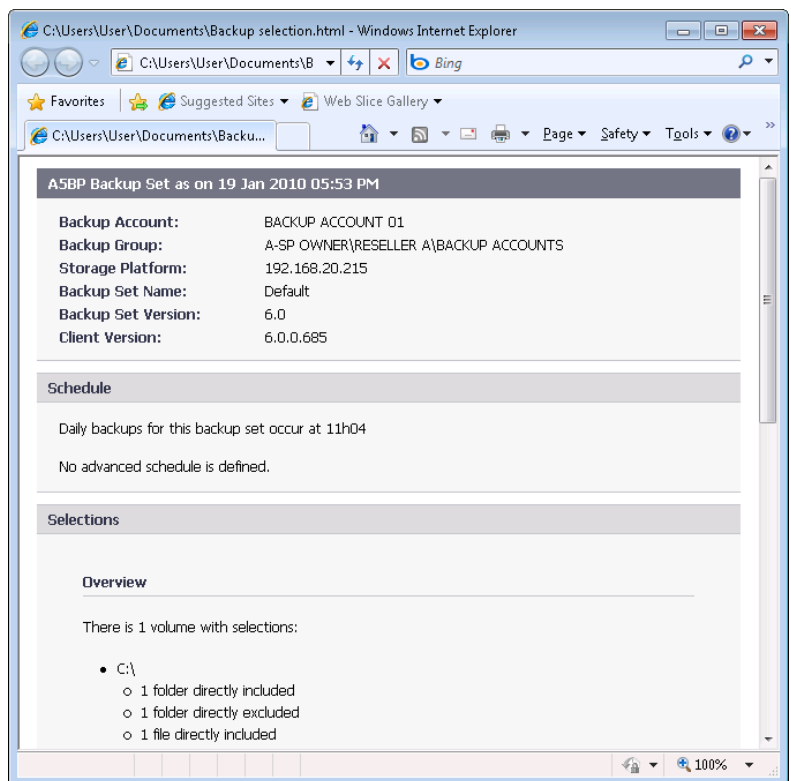 C:\Users\User\Documents\Backup selection.html - Windows Internet Explorer
C:\Users\User\Documents\B
Bing
Favorites Suggested Sites Web Slice Gallery
C:\Users\User\Documents\Backu... Page Safety Tools »
A5BP Backup Set as on 19 Jan 2010 05:53 PM
Backup Account: BACKUP ACCOUNT 01
Backup Group: A-SP OWNER\RESELLER A\BACKUP ACCOUNTS
Storage Platform: 192.168.20.215
Backup Set Name: Default
Backup Set Version: 6.0
Client Version: 6.0.0.685
Schedule
Daily backups for this backup set occur at 11h04
No advanced schedule is defined.
Selections
Overview
There is 1 volume with selections:
• C:\
o 1 folder directly included
o 1 folder directly excluded
o 1 file directly included
100%